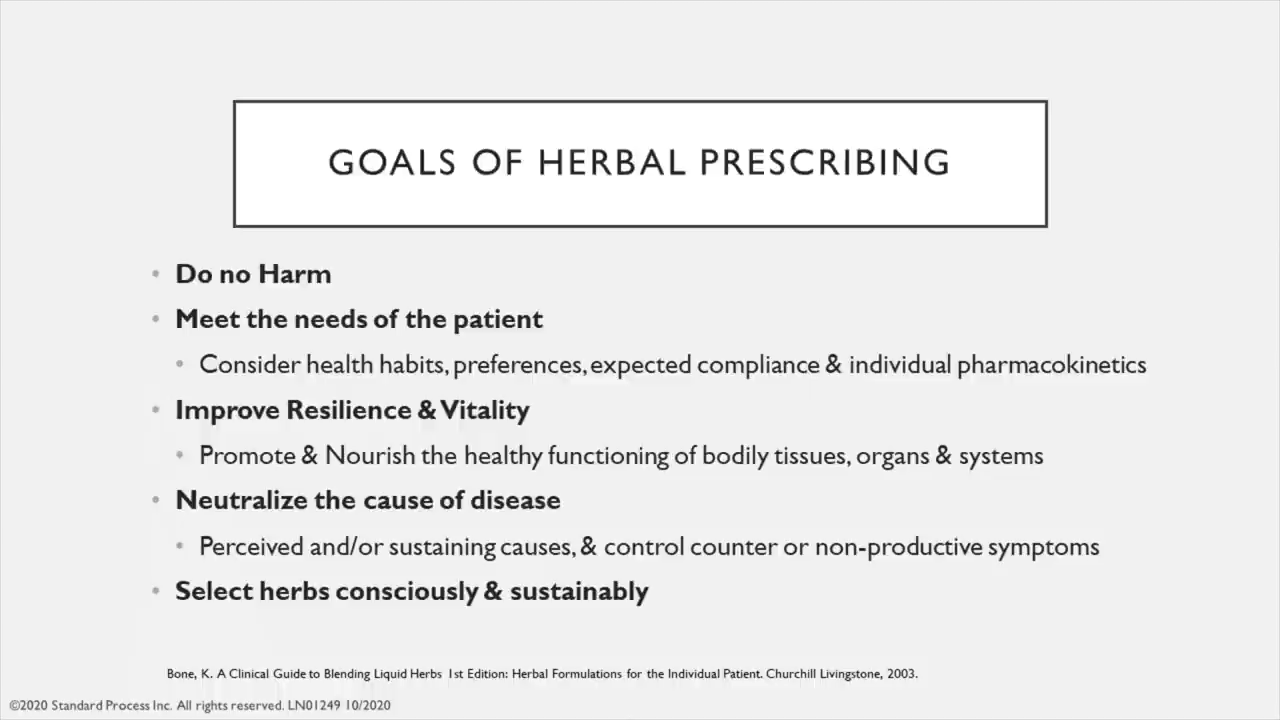 GOALS OF HERBAL PRESCRIBING
• Do no Harm
• Meet the needs of the patient
• Consider health habits, preferences, expected compliance & individual pharmacokinetics
• Improve Resilience & Vitality
• Promote & Nourish the healthy functioning of bodily tissues, organs & systems
• Neutralize the cause of disease
• Perceived and/or sustaining causes, & control counter or non-productive symptoms
• Select herbs consciously & sustainably
Bone, K. A Clinical Guide to Blending Liquid Herbs 1st Edition: Herbal Formulations for the Individual Patient. Churchill Livingstone, 2003.
©2020 Standard Process Inc. All rights reserved. LN01249 10/2020